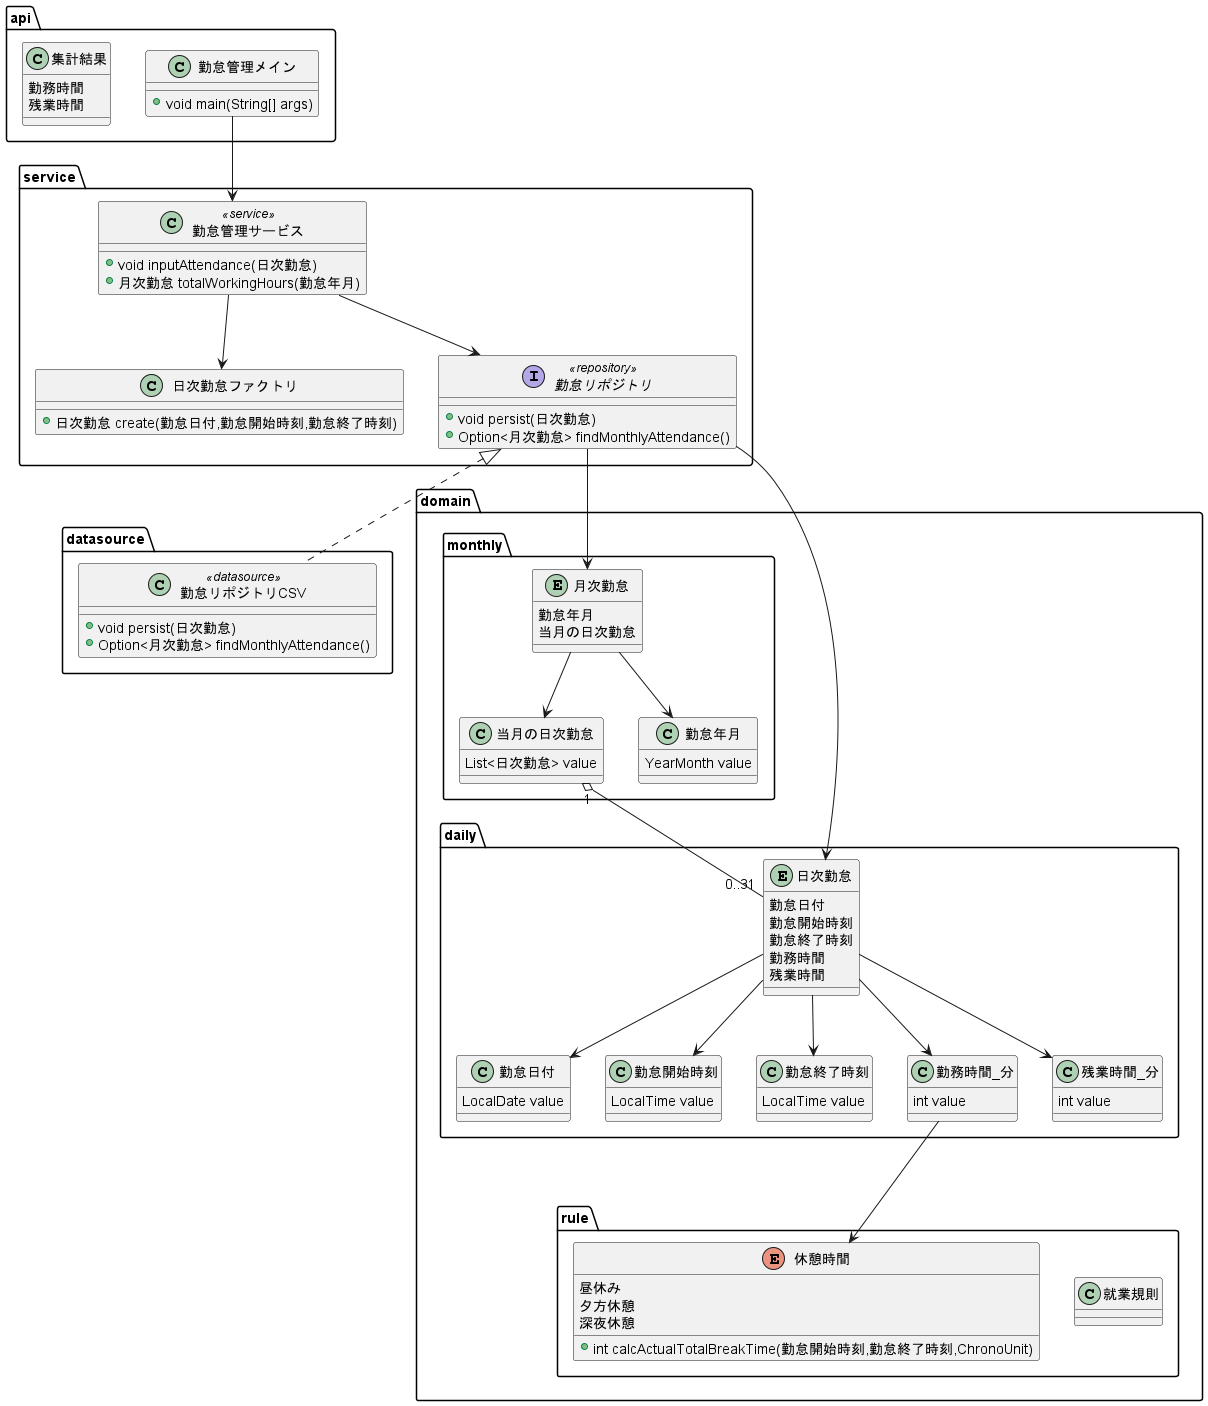 api
C 集計結果
勤務時間
残業時間
C 勤怠管理メイン
void main(String[] args)
service
«service»
C 勤怠管理サービス
void inputAttendance(日次勤怠)
月次勤怠 totalWorkingHours(勤怠年月)
C 日次勤怠ファクトリ
日次勤怠 create(勤怠日付,勤怠開始時刻,勤怠終了時刻)
«repository»
I 勤怠リポジトリ
void persist(日次勤怠)
Option<月次勤怠> findMonthlyAttendance()
datasource
«datasource»
C 勤怠リポジトリCSV
void persist(日次勤怠)
Option<月次勤怠> findMonthlyAttendance()
domain
monthly
E 月次勤怠
勤怠年月
当月の日次勤怠
C 当月の日次勤怠
List<日次勤怠> value
C 勤怠年月
YearMonth value
1
daily
0..31
E 日次勤怠
勤怠日付
勤怠開始時刻
勤怠終了時刻
勤務時間
残業時間
C 勤怠日付
LocalDate value
C 勤怠開始時刻
LocalTime value
C 勤怠終了時刻
LocalTime value
C 勤務時間_分
int value
C 残業時間_分
int value
rule
E 休憩時間
昼休み
夕方休憩
深夜休憩
int calcActualTotalBreakTime(勤怠開始時刻,勤怠終了時刻,ChronoUnit)
C 就業規則